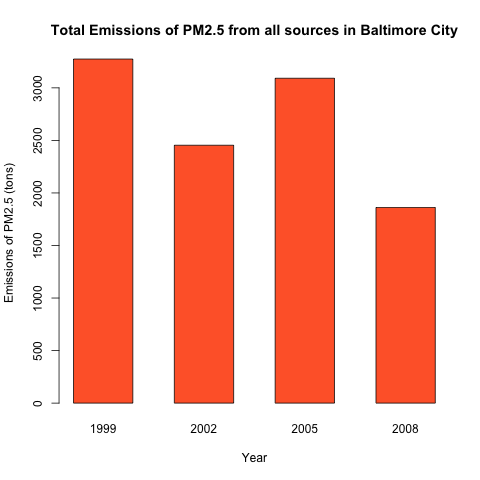 Total Emissions of PM2.5 from all sources in Baltimore City
Emissions of PM2.5 (tons)
3000
2500
2000
1500
1000
500
0
1999 2002 2005 2008
Year